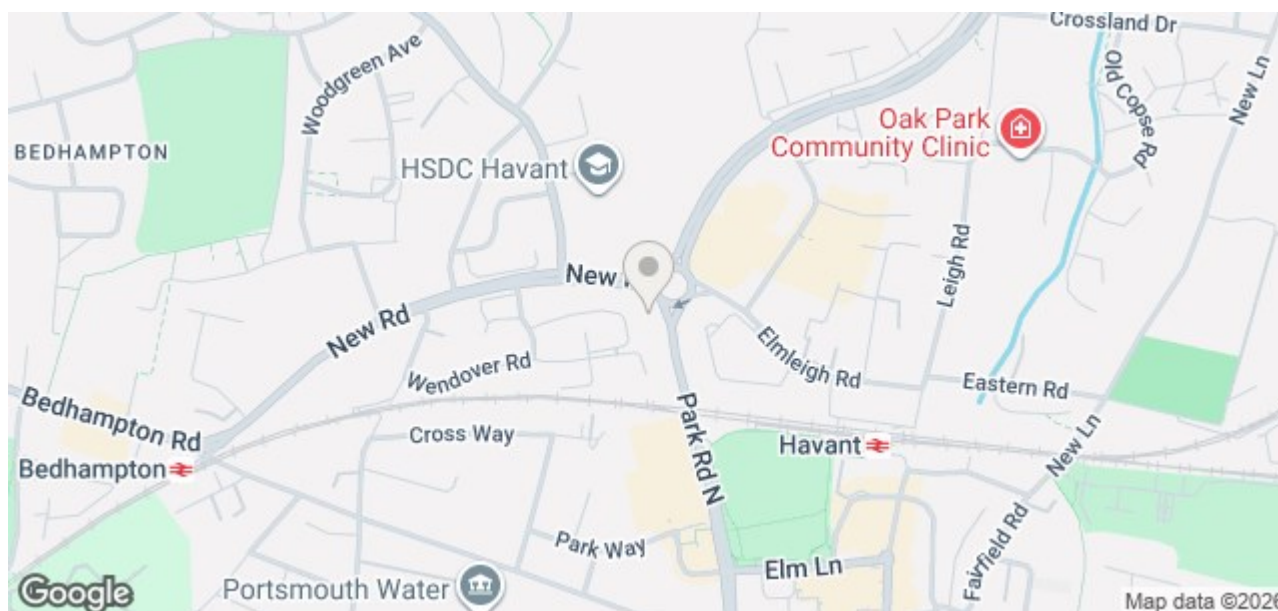 Crossland Dr
Woodgreen Ave
Old Copse Rd
New Ln
Oak Park
Community Clinic
BEDHAMPTON
HSDC Havant
Leigh Rd
New
New Rd
Elmleigh Rd
Wendover Rd
Eastern Rd
Bedhampton Rd
Park Rd N
Cross Way
Havant
New Ln
Bedhampton
Park Way
Elm Ln
Fairfield Rd
Portsmouth Water
Google
Map data ©2026